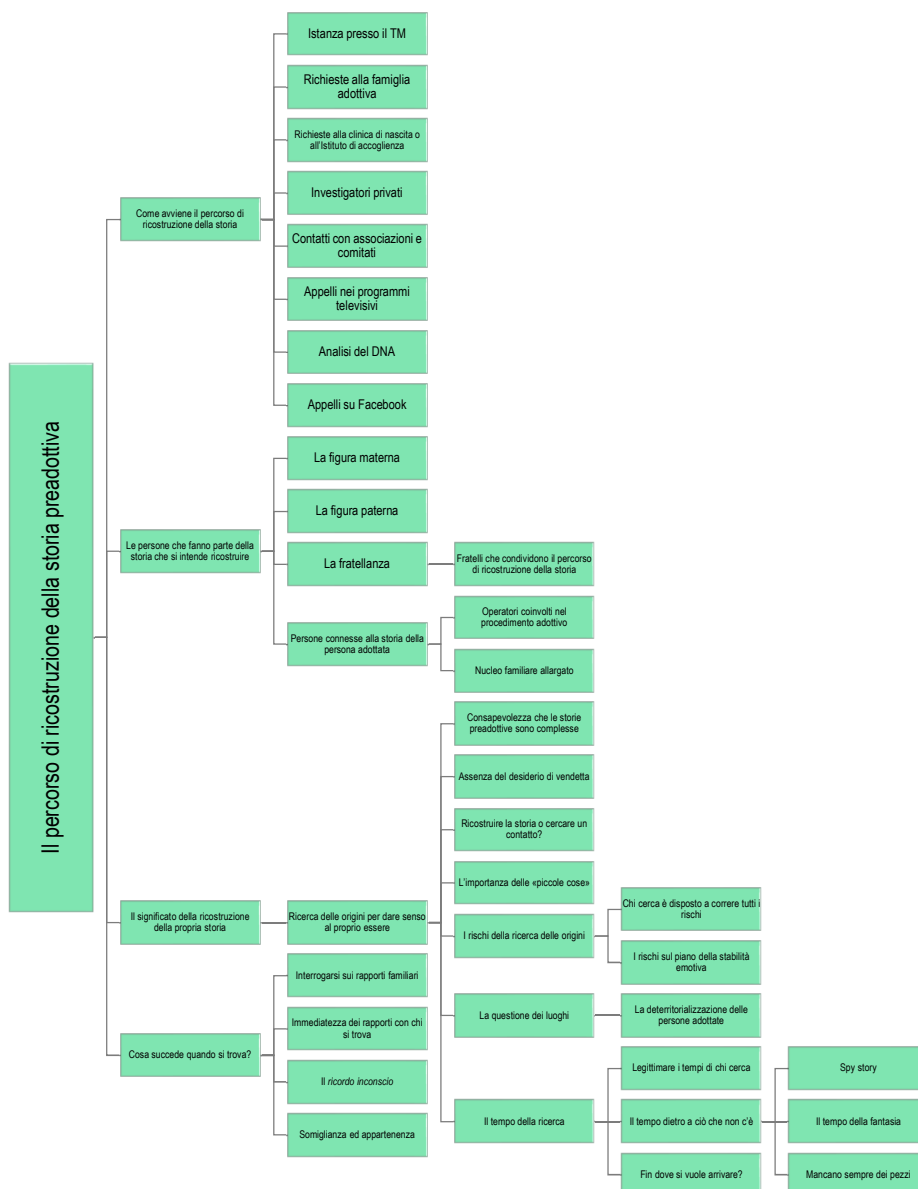 Il percorso di ricostruzione della storia preadottiva
Come avviene il percorso di
ricostruzione della storia
Istanza presso il TM
Richieste alla famiglia
adottiva
Richieste alla clinica di nascita o
all'Istituto di accoglienza
Investigatori privati
Contatti con associazioni e
comitati
Appelli nei programmi
televisivi
Analisi del DNA
Appelli su Facebook
Le persone che fanno parte della
storia che si intende ricostruire
La figura materna
La figura paterna
La fratellanza
Fratelli che condividono il percorso
di ricostruzione della storia
Persone connesse alla storia della
persona adottata
Operatori coinvolti nel
procedimento adottivo
Nucleo familiare allargato
Il significato della ricostruzione
della propria storia
Ricerca delle origini per dare senso
al proprio essere
Consapevolezza che le storie
preadottive sono complesse
Assenza del desiderio di vendetta
Ricostruire la storia o cercare un
contatto?
L'importanza delle «piccole cose»
I rischi della ricerca delle origini
Chi cerca è disposto a correre tutti i
rischi
I rischi sul piano della stabilità
emotiva
La questione dei luoghi
La deterritorializzazione delle
persone adottate
Il tempo della ricerca
Legittimare i tempi di chi cerca
Il tempo dietro a ciò che non c'è
Spy story
Il tempo della fantasia
Mancano sempre dei pezzi
Fin dove si vuole arrivare?
Cosa succede quando si trova?
Interrogarsi sui rapporti familiari
Immediatezza dei rapporti con chi
si trova
Il ricordo inconscio
Somiglianza ed appartenenza